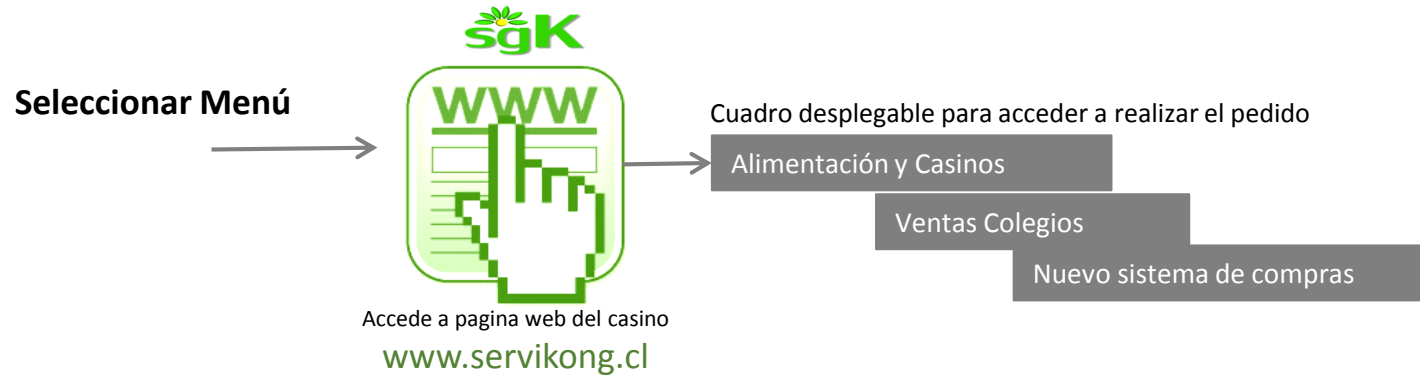 sgK
Seleccionar Menú
WWW
Cuadro desplegable para acceder a realizar el pedido
Alimentación y Casinos
Ventas Colegios
Nuevo sistema de compras
Accede a pagina web del casino
www.servikong.cl